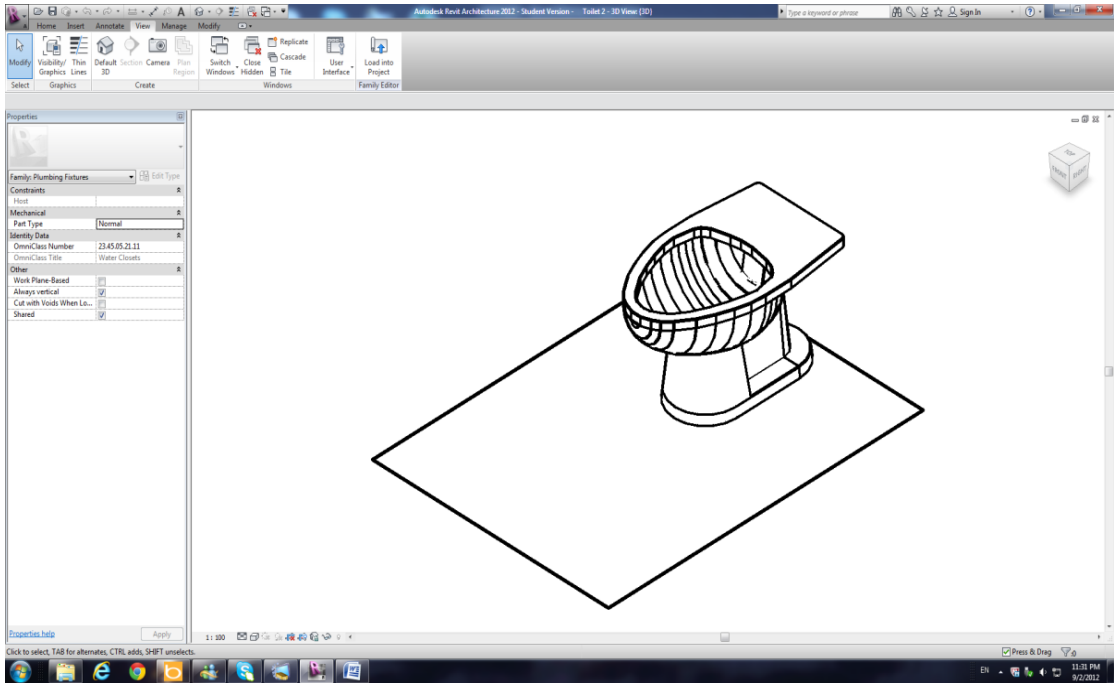 Autodesk Revit Architecture 2012 - Student Version - Toilet 2 - 3D View: {3D}
Type a keyword or phrase
Sign In
Home Insert Annotate View Manage Modify
Modify
Visibility/ Graphics
Thin Lines
Default 3D
Section
Camera
Plan Region
Switch Windows
Close Hidden
Replicate
Cascade
Tile
User Interface
Load into Project
Select Graphics Create Windows Family Editor
Properties
Family: Plumbing Fixtures Edit Type
Constraints
Host
Mechanical
Part Type Normal
Identity Data
OmniClass Number 23.45.05.21.11
OmniClass Title Water Closets
Other
Work Plane-Based
Always vertical
Cut with Voids When Lo...
Shared
TOP
FRONT
RIGHT
Properties help Apply
1 : 100
Click to select, TAB for alternates, CTRL adds, SHIFT unselects.
Press & Drag
:0
EN
11:31 PM
9/2/2012